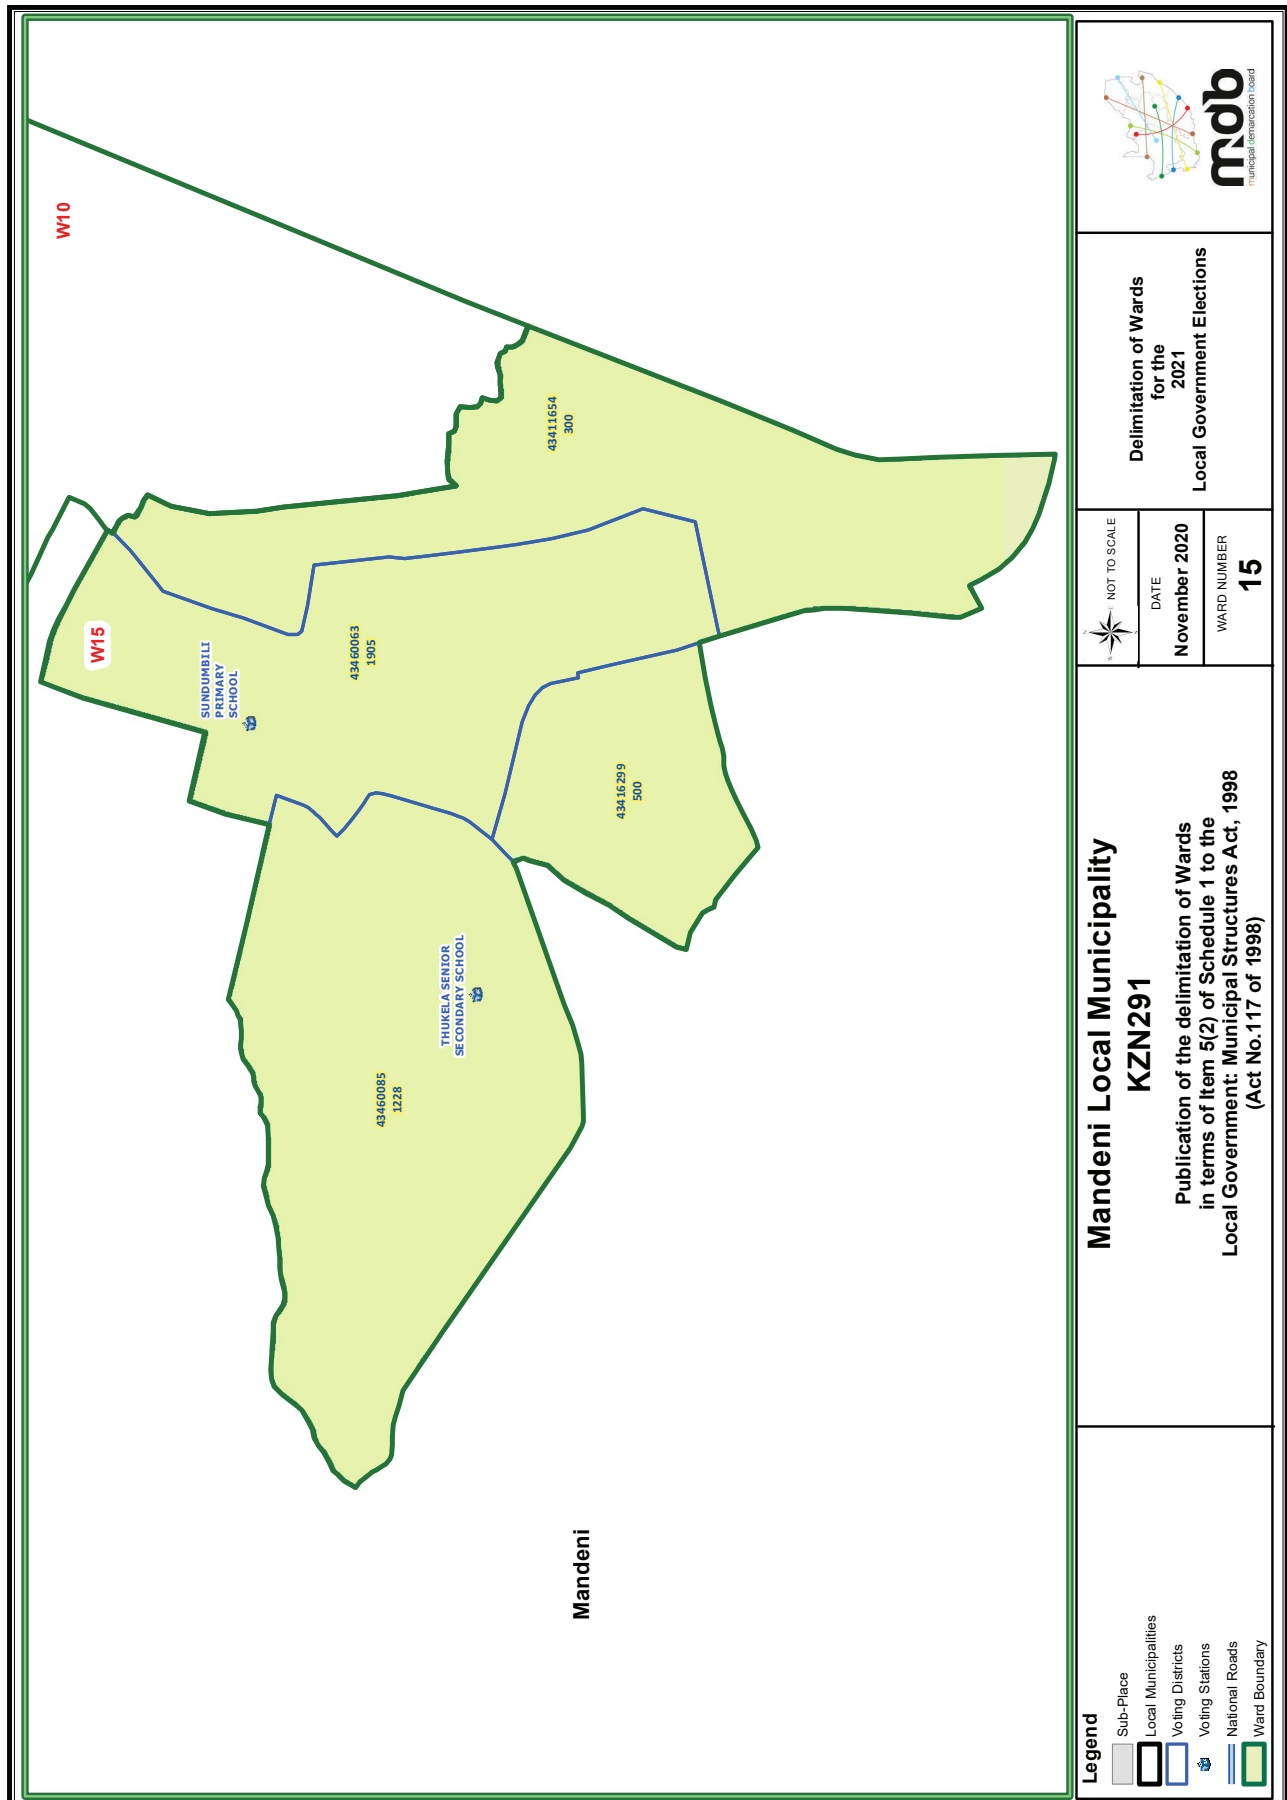 W10
W15
SUNDUMBILI
PRIMARY
SCHOOL
43460063
1905
43411654
300
43416299
500
THUKELA SENIOR
SECONDARY SCHOOL
43460085
1228
Mandeni
Legend
Sub-Place
Local Municipalities
Voting Districts
Voting Stations
National Roads
Ward Boundary
Mandeni Local Municipality
KZN291
Publication of the delimitation of Wards
in terms of Item 5(2) of Schedule 1 to the
Local Government: Municipal Structures Act, 1998
(Act No.117 of 1998)
N
W E
S
NOT TO SCALE
DATE
November 2020
WARD NUMBER
15
Delimitation of Wards
for the
2021
Local Government Elections
mdb
municipal demarcation board